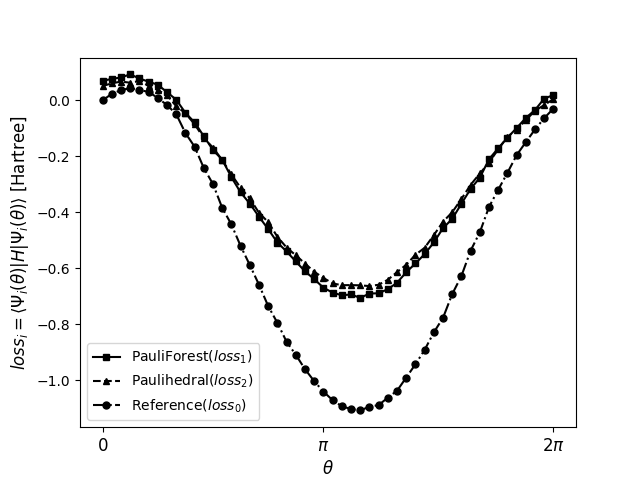 0.0
−0.2
−0.4
−0.6
−0.8
−1.0
loss_i = ⟨Ψ_i(θ)|H|Ψ_i(θ)⟩ [Hartree]
PauliForest(loss_1)
Paulihedral(loss_2)
Reference(loss_0)
0 π 2π
θ